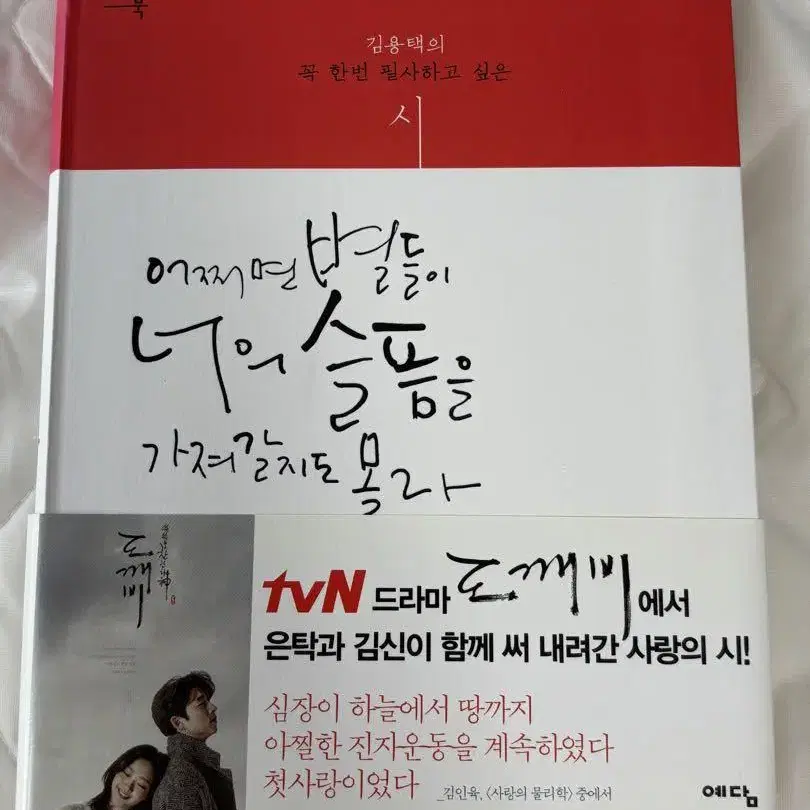 북
김용택의
꼭 한번 필사하고 싶은
시
어쩌면 별들이
너의 슬픔을
가져갈지도 몰라
도깨비
tvN 드라마 도깨비에서
은탁과 김신이 함께 써 내려간 사랑의 시!
심장이 하늘에서 땅까지
아찔한 진자운동을 계속하였다
첫사랑이었다 _김인육, 〈사랑의 물리학〉 중에서
예담